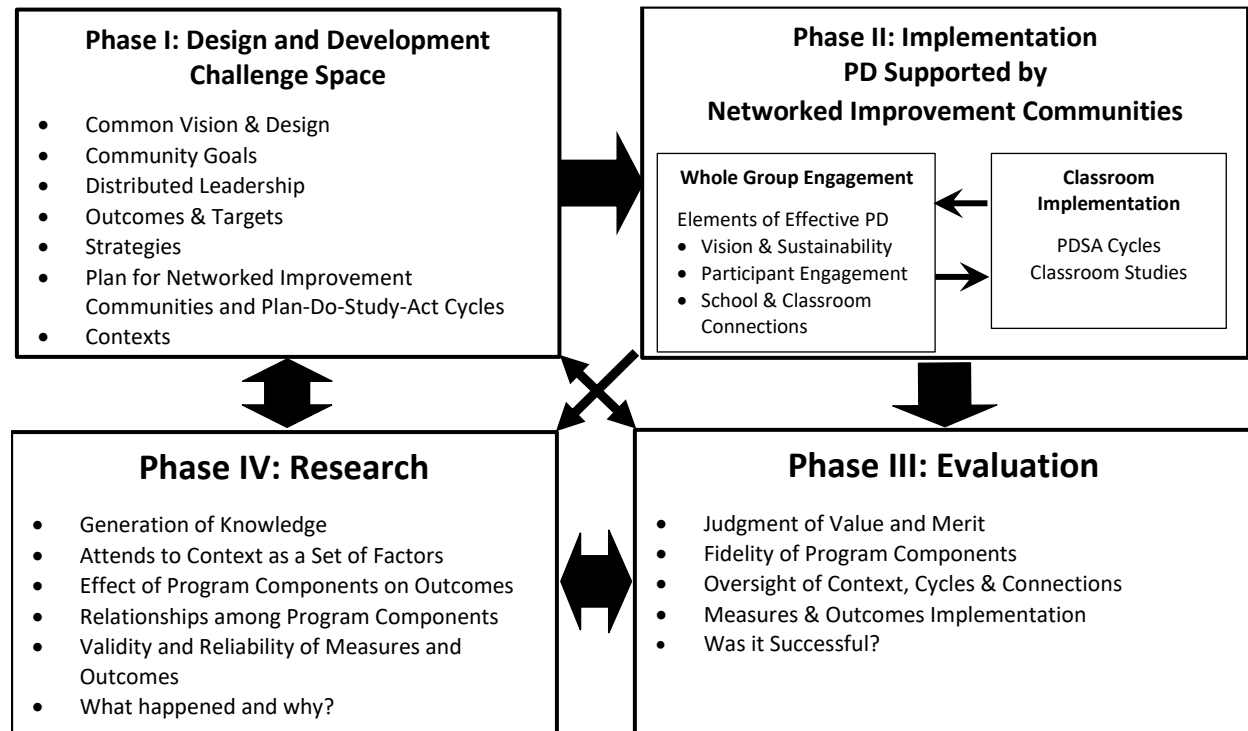 Phase I: Design and Development
Challenge Space
• Common Vision & Design
• Community Goals
• Distributed Leadership
• Outcomes & Targets
• Strategies
• Plan for Networked Improvement
Communities and Plan-Do-Study-Act Cycles
• Contexts
Phase II: Implementation
PD Supported by
Networked Improvement Communities
Whole Group Engagement
Elements of Effective PD
• Vision & Sustainability
• Participant Engagement
• School & Classroom
Connections
Classroom
Implementation
PDSA Cycles
Classroom Studies
Phase IV: Research
• Generation of Knowledge
• Attends to Context as a Set of Factors
• Effect of Program Components on Outcomes
• Relationships among Program Components
• Validity and Reliability of Measures and
Outcomes
• What happened and why?
Phase III: Evaluation
• Judgment of Value and Merit
• Fidelity of Program Components
• Oversight of Context, Cycles & Connections
• Measures & Outcomes Implementation
• Was it Successful?